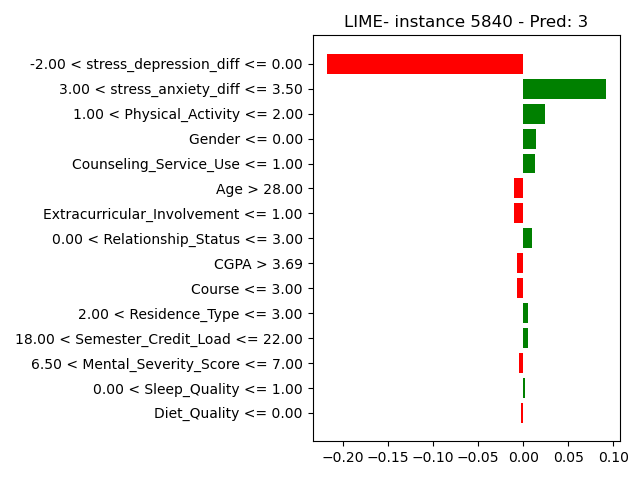 LIME- instance 5840 - Pred: 3
-2.00 < stress_depression_diff <= 0.00
3.00 < stress_anxiety_diff <= 3.50
1.00 < Physical_Activity <= 2.00
Gender <= 0.00
Counseling_Service_Use <= 1.00
Age > 28.00
Extracurricular_Involvement <= 1.00
0.00 < Relationship_Status <= 3.00
CGPA > 3.69
Course <= 3.00
2.00 < Residence_Type <= 3.00
18.00 < Semester_Credit_Load <= 22.00
6.50 < Mental_Severity_Score <= 7.00
0.00 < Sleep_Quality <= 1.00
Diet_Quality <= 0.00
−0.20 −0.15 −0.10 −0.05 0.00 0.05 0.10